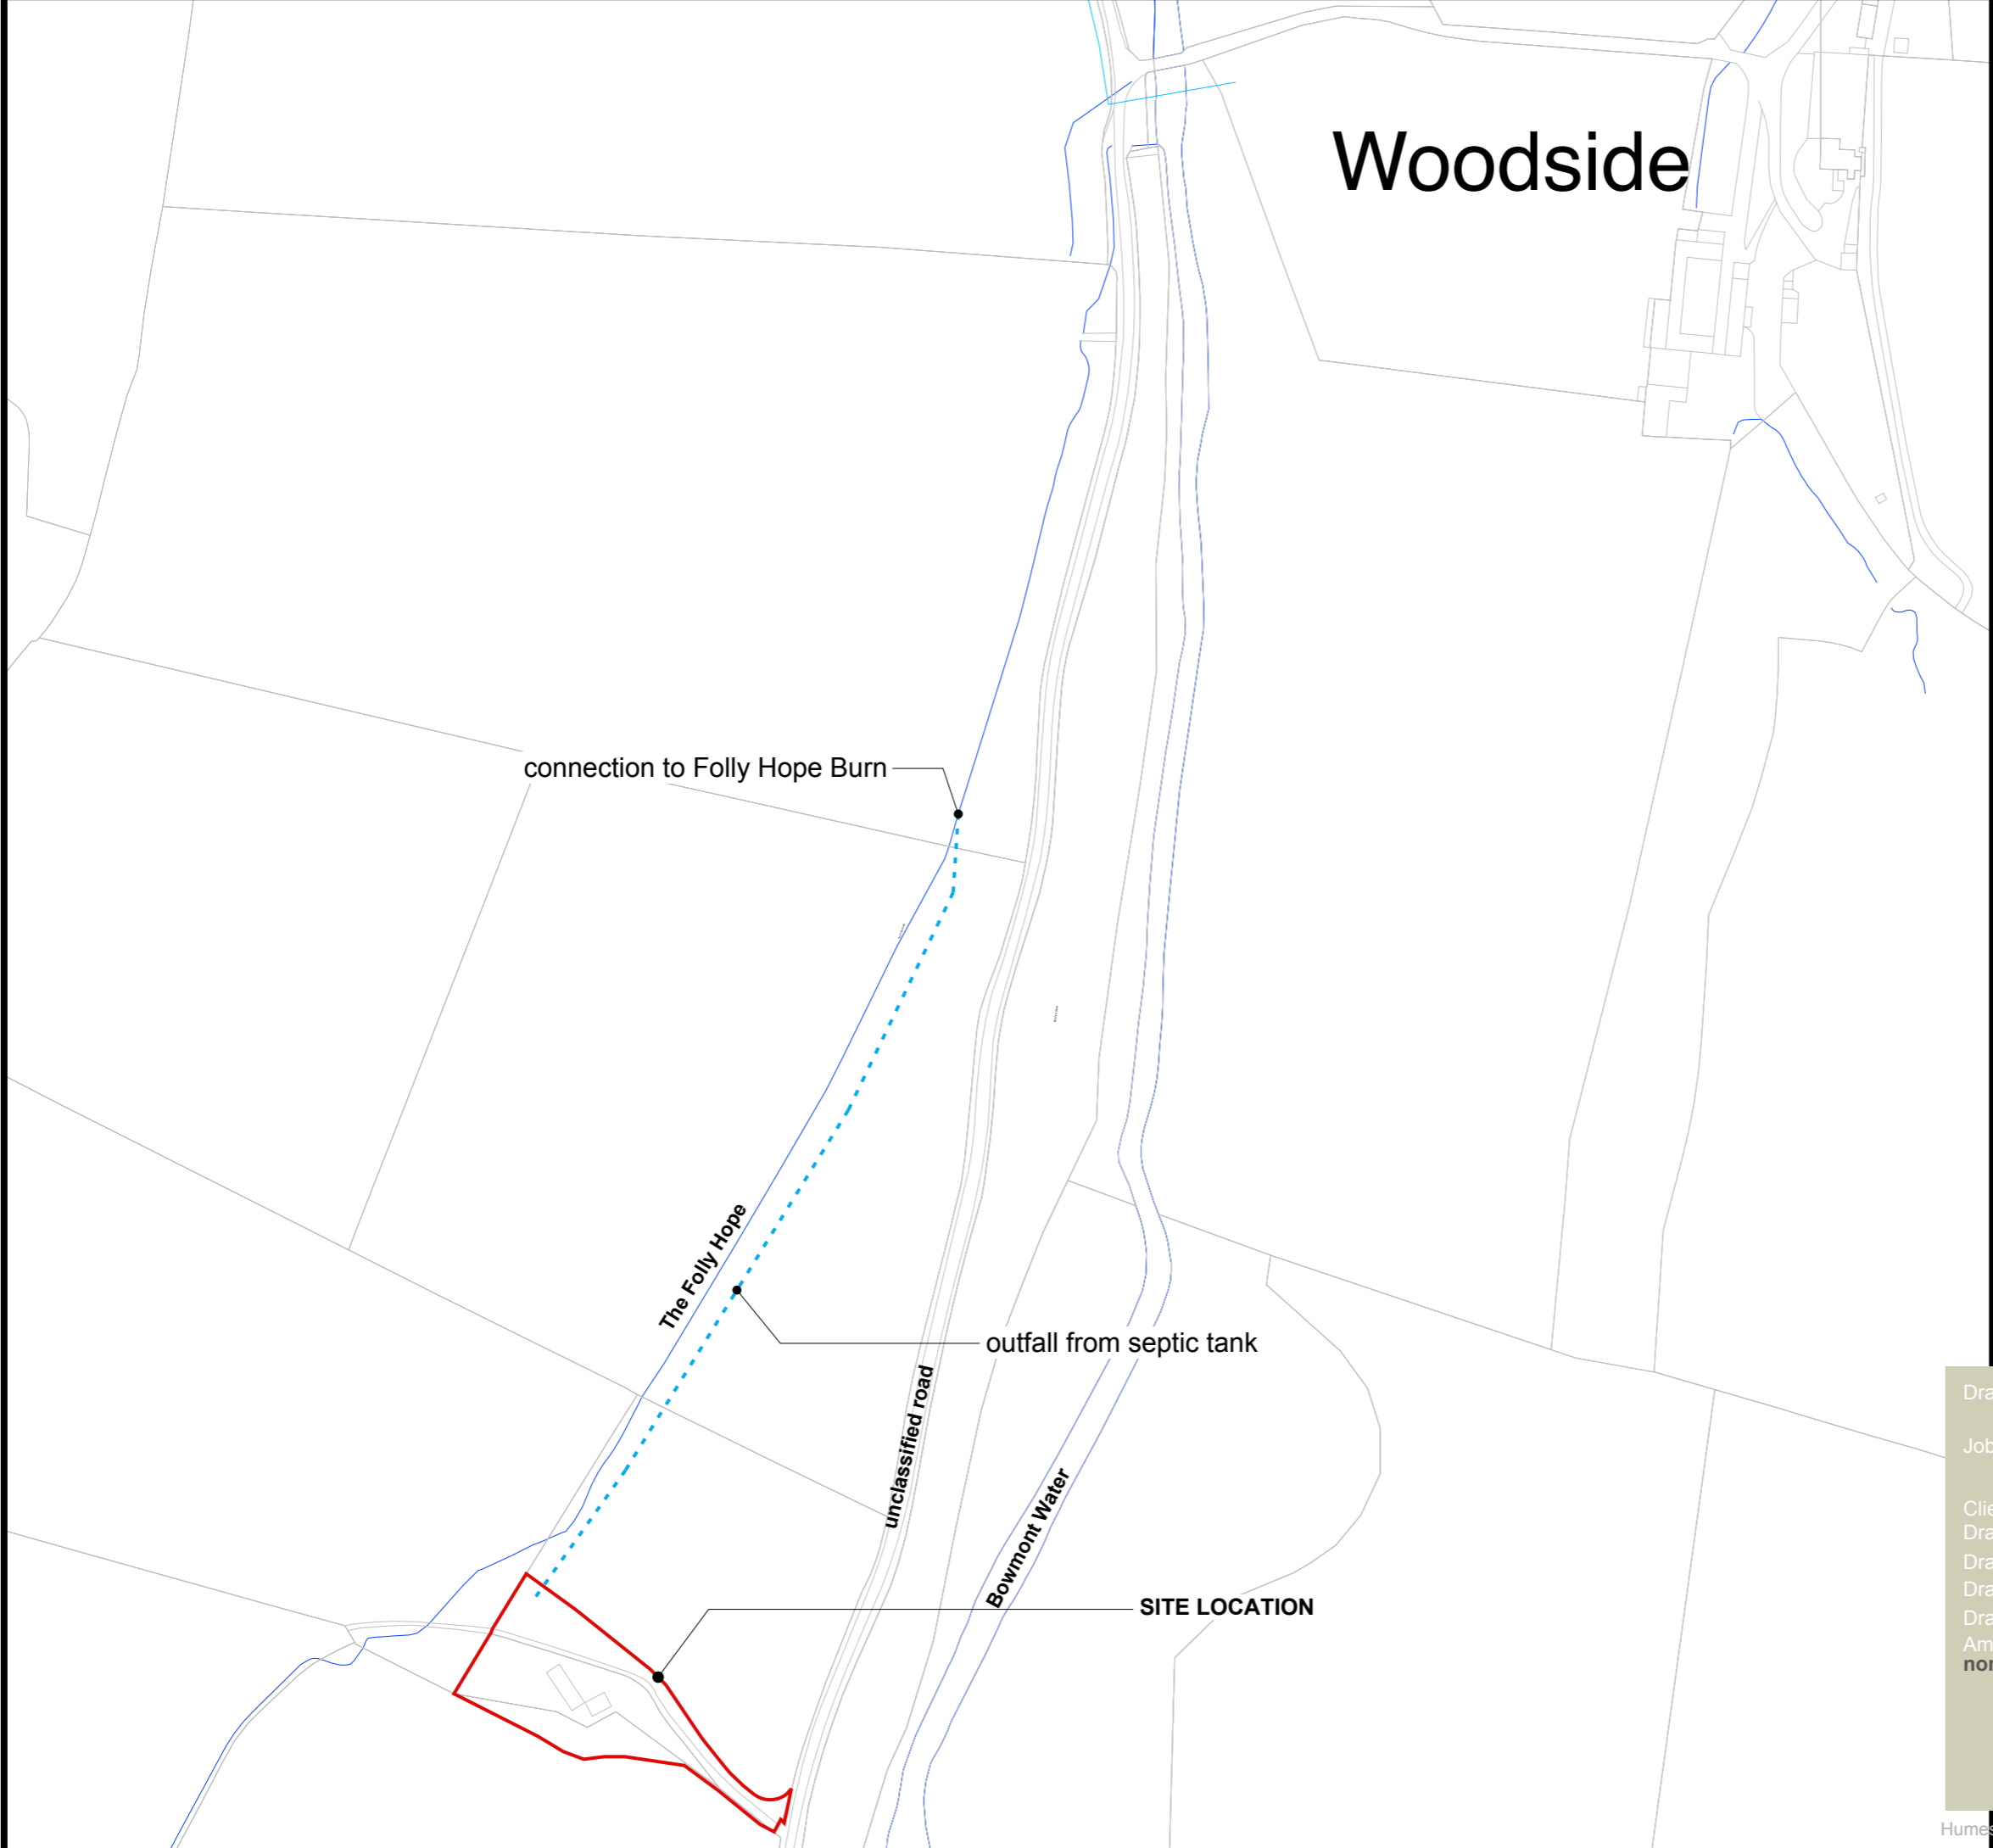 Woodside
connection to Folly Hope Burn
The Folly Hope
outfall from septic tank
unclassified road
Bowmont Water
SITE LOCATION